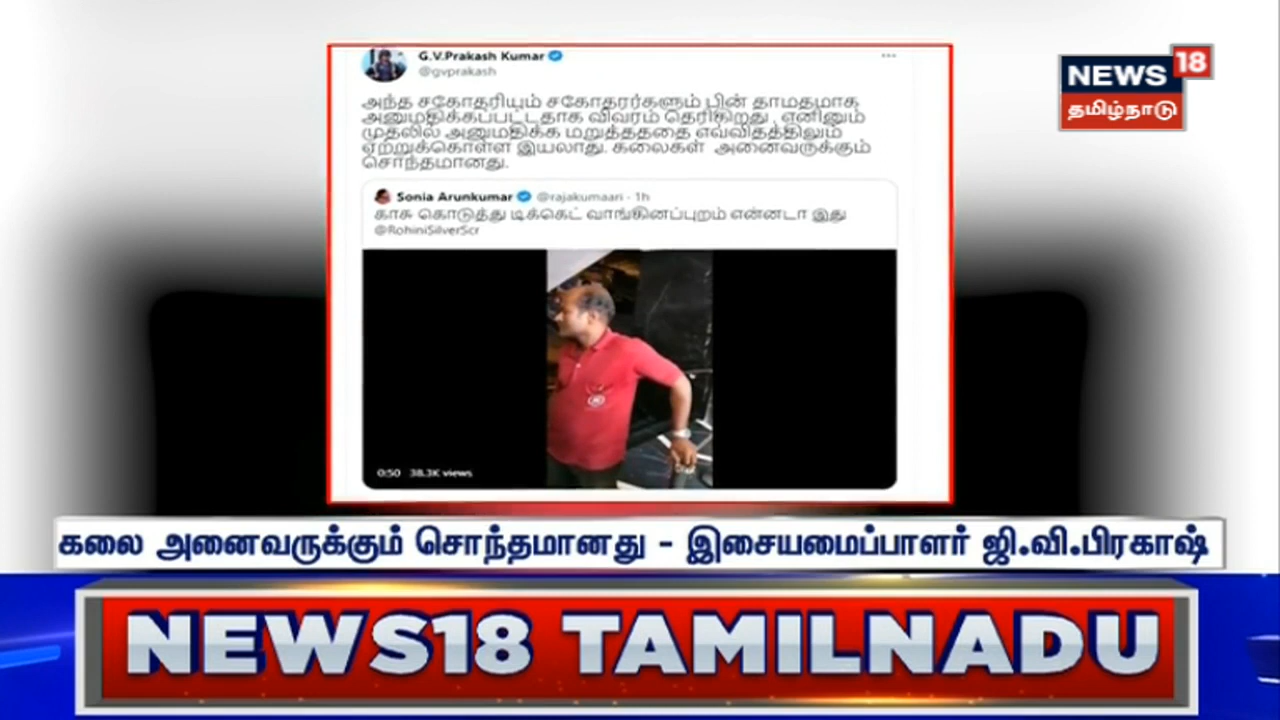 G.V.Prakash Kumar
@gvprakash
அந்த சகோதரியும் சகோதரர்களும் பின் தாமதமாக
அனுமதிக்கப்பட்டதாக விவரம் தெரிகிறது , எனினும்
முதலில் அனுமதிக்க மறுத்தததை எவ்விதத்திலும்
ஏற்றுக்கொள்ள இயலாது. கலைகள் அனைவருக்கும்
சொந்தமானது.
Sonia Arunkumar @rajakumaari · 1h
காசு கொடுத்து டிக்கெட் வாங்கினப்புறம் என்னடா இது
@RohiniSilverScr
0:50 38.3K views
NEWS 18
தமிழ்நாடு
கலை அனைவருக்கும் சொந்தமானது - இசையமைப்பாளர் ஜி.வி.பிரகாஷ்
NEWS18 TAMILNADU